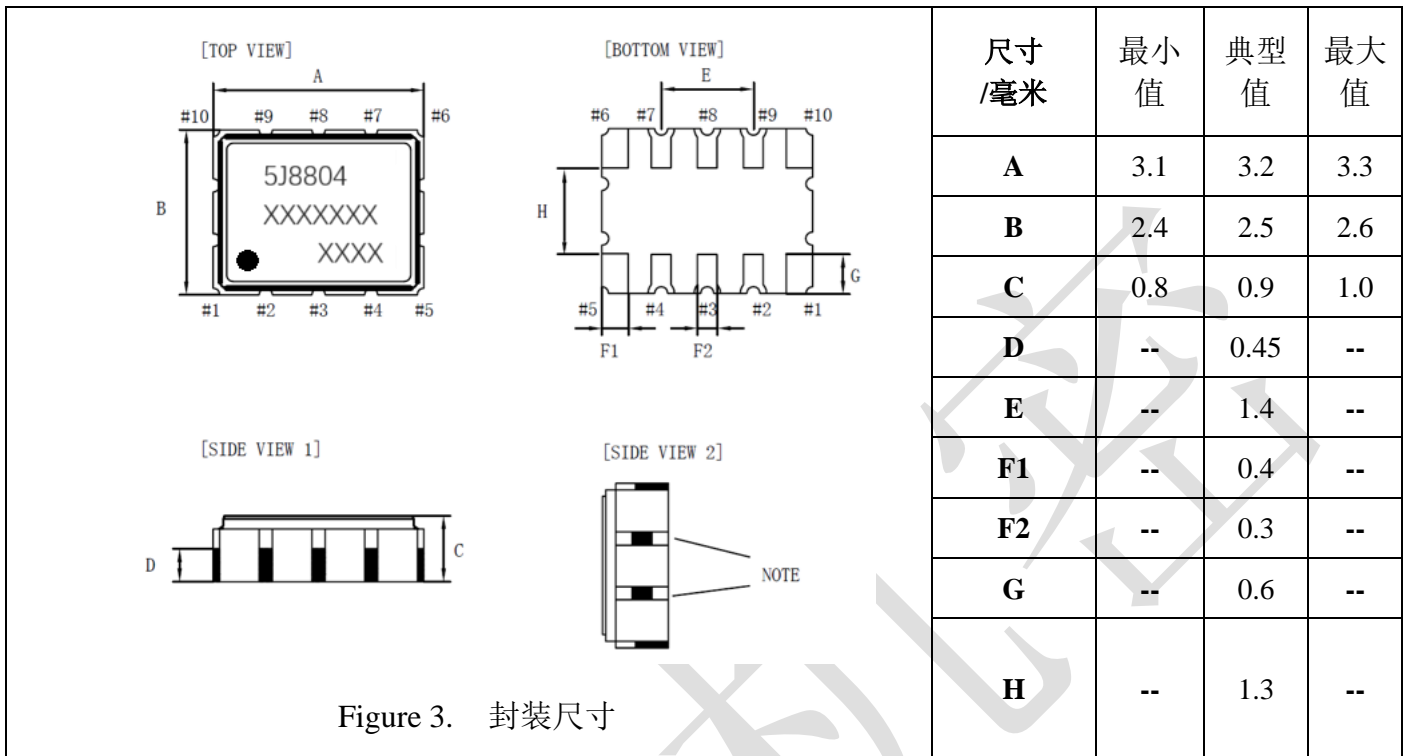 [TOP VIEW]
A
#10 #9 #8 #7 #6
B
5J8804
XXXXXXX
XXXX
#1 #2 #3 #4 #5
[BOTTOM VIEW]
E
#6 #7 #8 #9 #10
H
G
#5 #4 #3 #2 #1
F1 F2
[SIDE VIEW 1]
D
C
[SIDE VIEW 2]
NOTE
Figure 3. 封装尺寸
尺寸/毫米 最小值 典型值 最大值
A 3.1 3.2 3.3
B 2.4 2.5 2.6
C 0.8 0.9 1.0
D -- 0.45 --
E -- 1.4 --
F1 -- 0.4 --
F2 -- 0.3 --
G -- 0.6 --
H -- 1.3 --